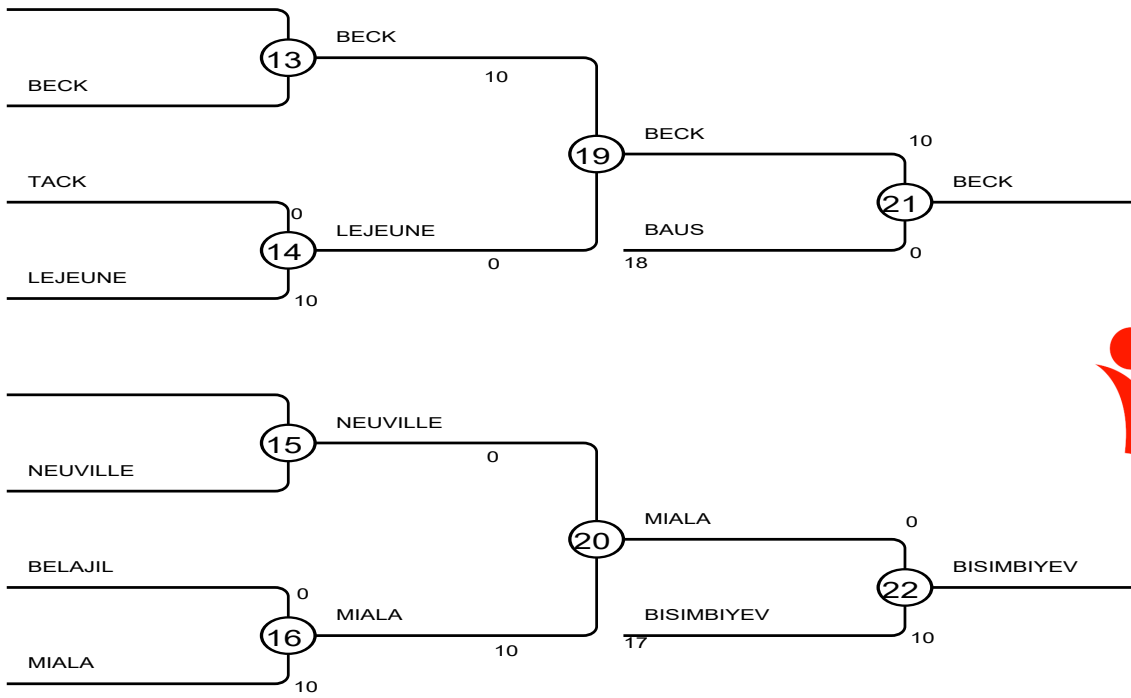 BECK
13
10
BECK
BECK
10
19
TACK
BECK
0
21
LEJEUNE
BAUS
14
0
18
0
LEJEUNE
10
NEUVILLE
15
0
NEUVILLE
MIALA
0
20
BELAJIL
BISIMBIYEV
0
22
MIALA
BISIMBIYEV
16
10
17
10
MIALA
10